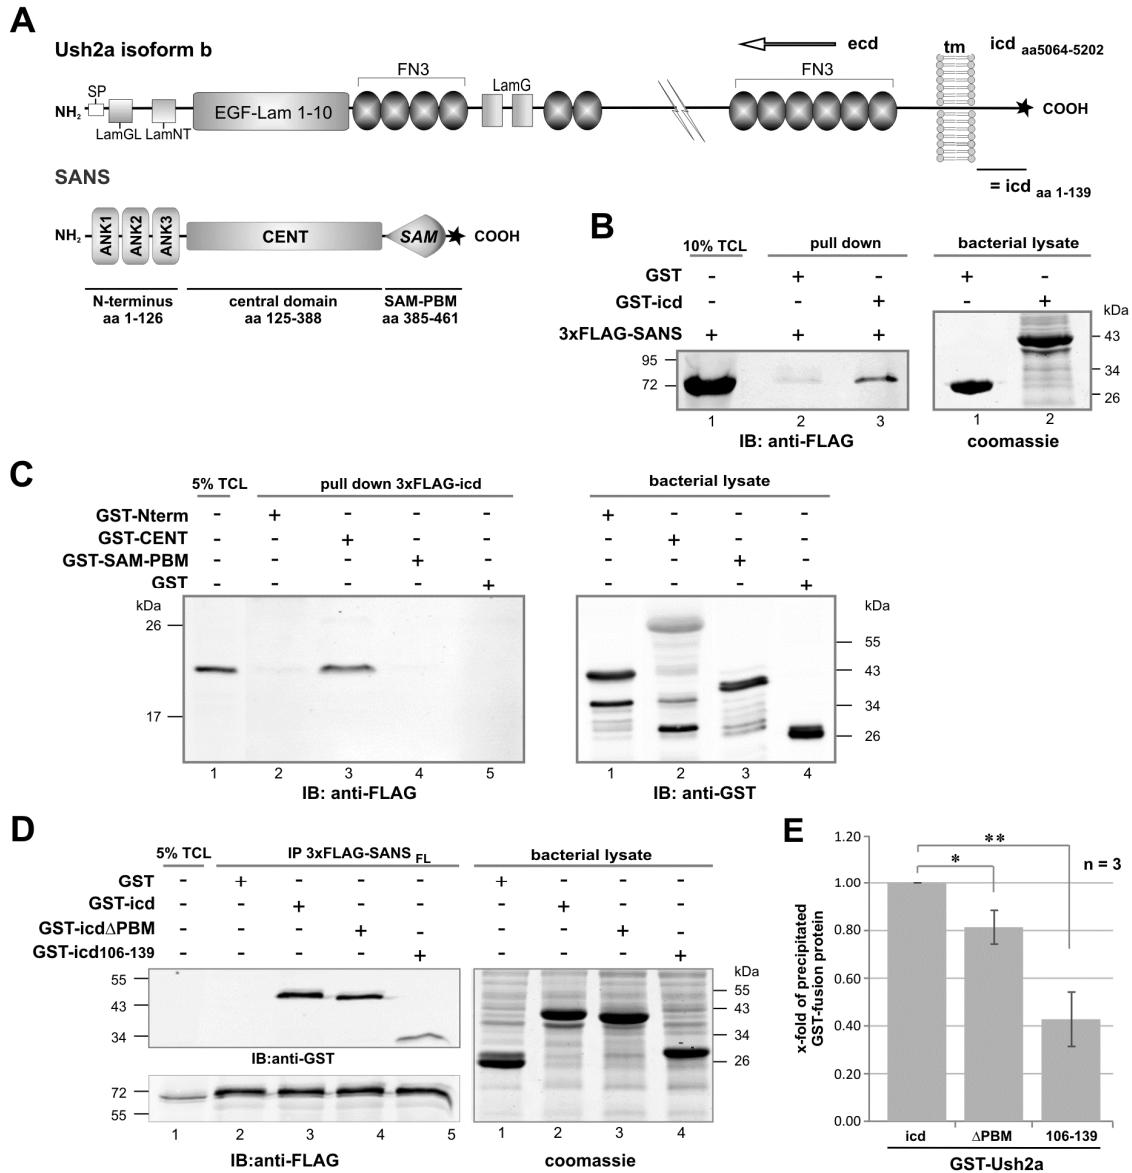 A
Ush2a isoform b
ecd
tm
icd aa5064-5202
FN3
LamG
FN3
SP
NH2
EGF-Lam 1-10
COOH
LamGL LamNT
SANS
= icd aa 1-139
NH2 ANK1 ANK2 ANK3 CENT SAM COOH
N-terminus central domain SAM-PBM
aa 1-126 aa 125-388 aa 385-461
B
10% TCL pull down bacterial lysate
GST - + - + -
GST-icd - - + - +
3xFLAG-SANS + + +
kDa
95
72
43
34
26
1 2 3 1 2
IB: anti-FLAG coomassie
C
5% TCL pull down 3xFLAG-icd bacterial lysate
GST-Nterm - + - - - + - - -
GST-CENT - - + - - - + - -
GST-SAM-PBM - - - + - - - + -
GST - - - - + - - - +
kDa
26
17
kDa
55
43
34
26
1 2 3 4 5 1 2 3 4
IB: anti-FLAG IB: anti-GST
D
5% TCL IP 3xFLAG-SANS FL bacterial lysate
GST - + - - - + - - -
GST-icd - - + - - - + - -
GST-icdΔPBM - - - + - - - + -
GST-icd106-139 - - - - + - - - +
55
43
34
IB:anti-GST
72
55
kDa
55
43
34
26
1 2 3 4 5 1 2 3 4
IB:anti-FLAG coomassie
E
x-fold of precipitated
GST-fusion protein
1.20
1.00
0.80
0.60
0.40
0.20
0.00
**
*
n = 3
icd ΔPBM 106-139
GST-Ush2a